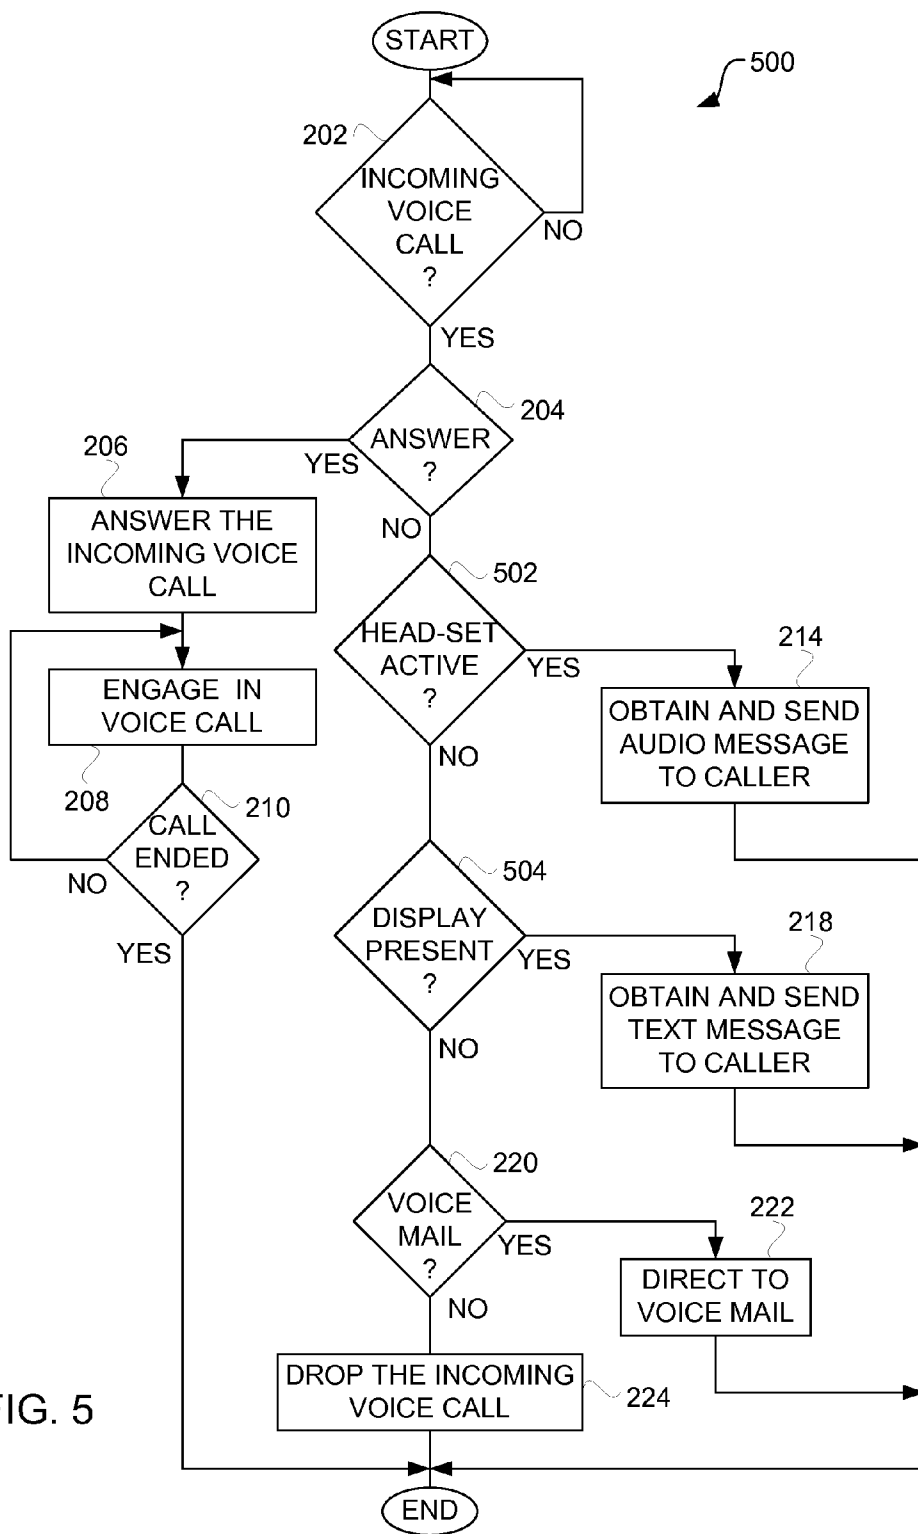 START
500
202
INCOMING
VOICE
CALL
?
NO
YES
204
ANSWER
?
YES
NO
206
ANSWER THE
INCOMING VOICE
CALL
502
HEAD-SET
ACTIVE
?
YES
NO
214
OBTAIN AND SEND
AUDIO MESSAGE
TO CALLER
ENGAGE IN
VOICE CALL
208
210
CALL
ENDED
?
NO
YES
504
DISPLAY
PRESENT
?
YES
NO
218
OBTAIN AND SEND
TEXT MESSAGE
TO CALLER
220
VOICE
MAIL
?
YES
NO
222
DIRECT TO
VOICE MAIL
DROP THE INCOMING
VOICE CALL
224
IG. 5
END